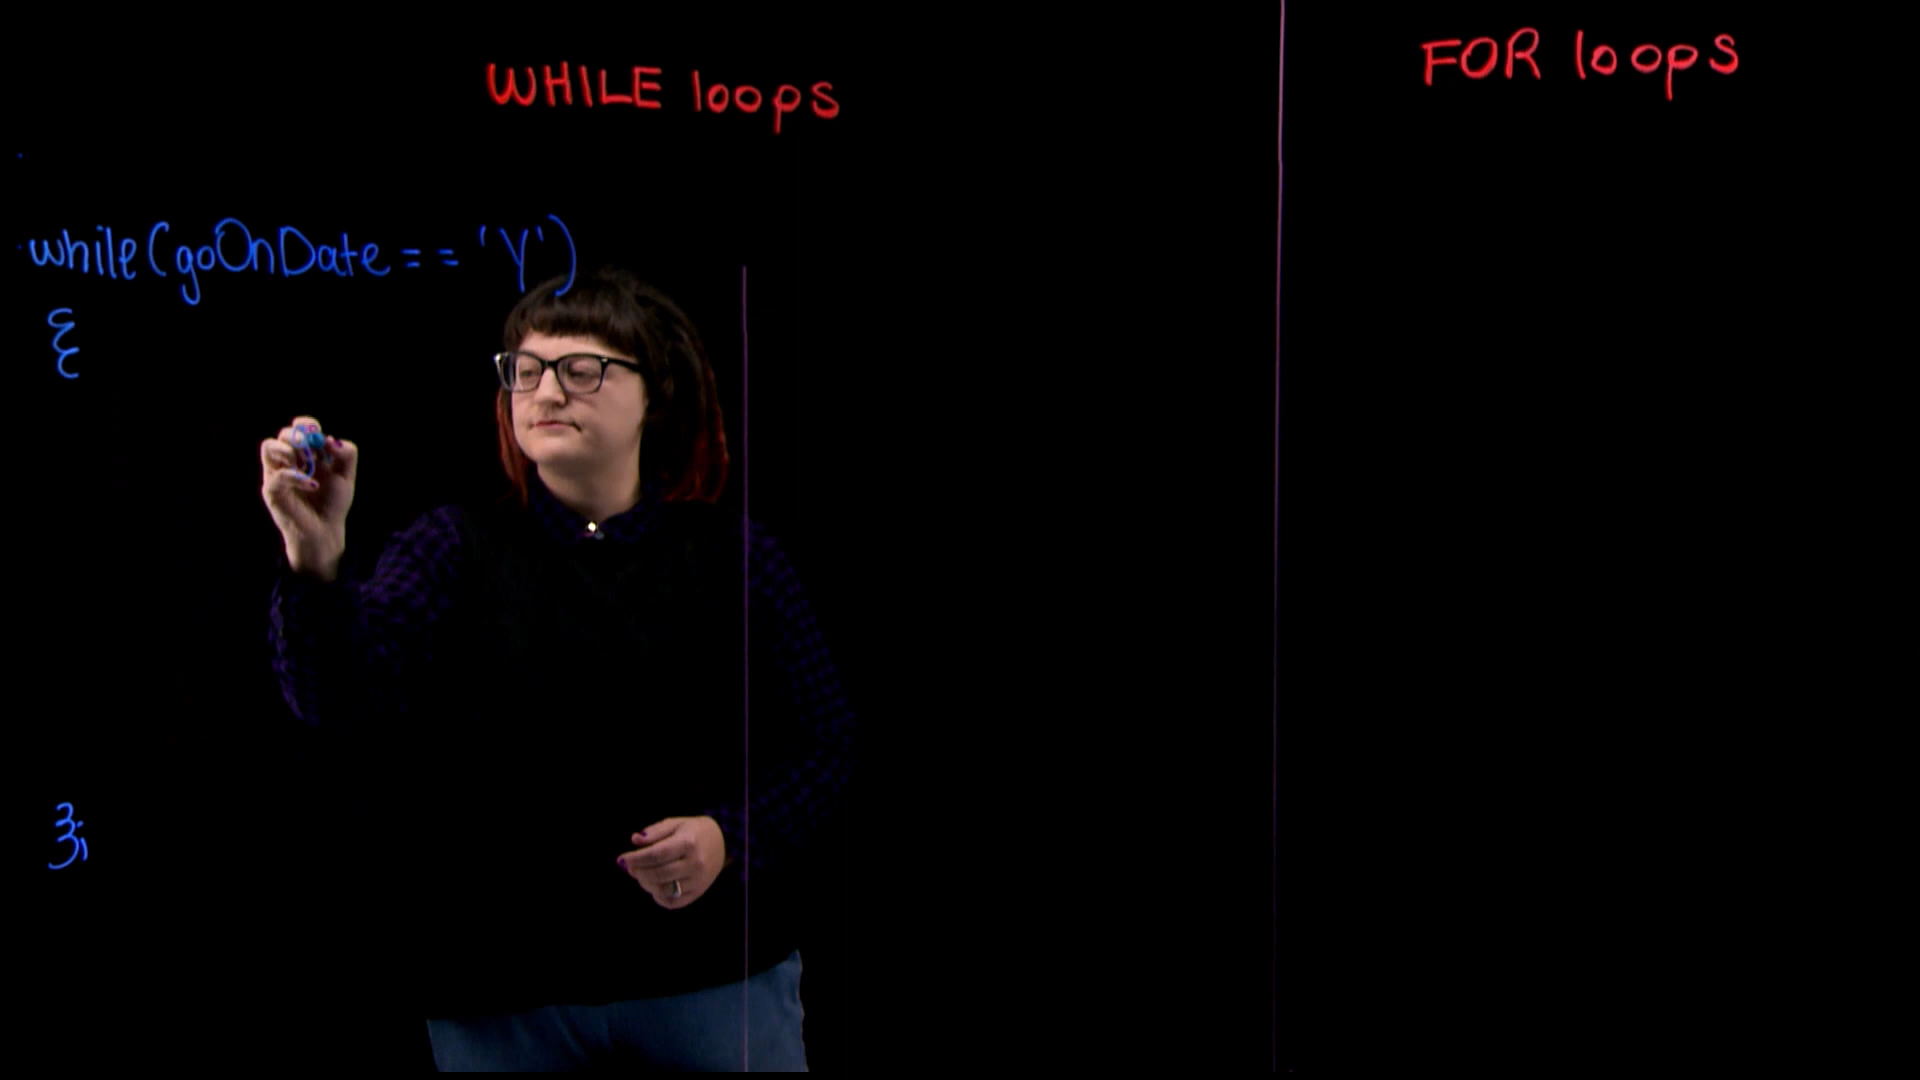 WHILE loops
FOR loops
while(goOnDate == 'Y')
{
};